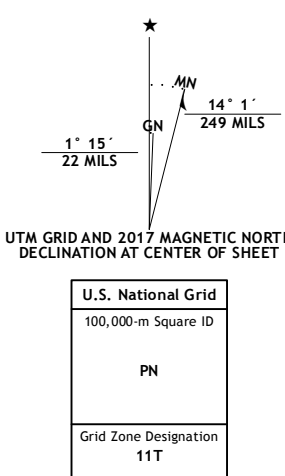 MN
GN
14° 1´
249 MILS
1° 15´
22 MILS
UTM GRID AND 2017 MAGNETIC NORT
DECLINATION AT CENTER OF SHEET
U.S. National Grid
100,000-m Square ID
PN
Grid Zone Designation
11T